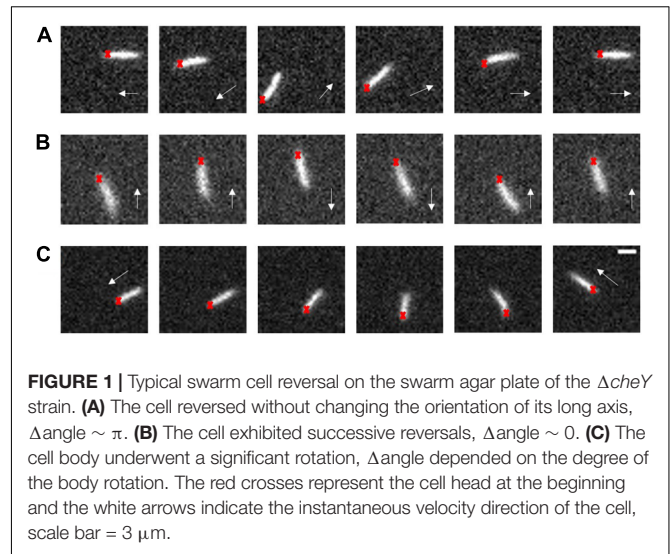 A
B
C
FIGURE 1 | Typical swarm cell reversal on the swarm agar plate of the ΔcheY
strain. (A) The cell reversed without changing the orientation of its long axis,
Δangle ∼ π. (B) The cell exhibited successive reversals, Δangle ∼ 0. (C) The
cell body underwent a significant rotation, Δangle depended on the degree of
the body rotation. The red crosses represent the cell head at the beginning
and the white arrows indicate the instantaneous velocity direction of the cell,
scale bar = 3 μm.